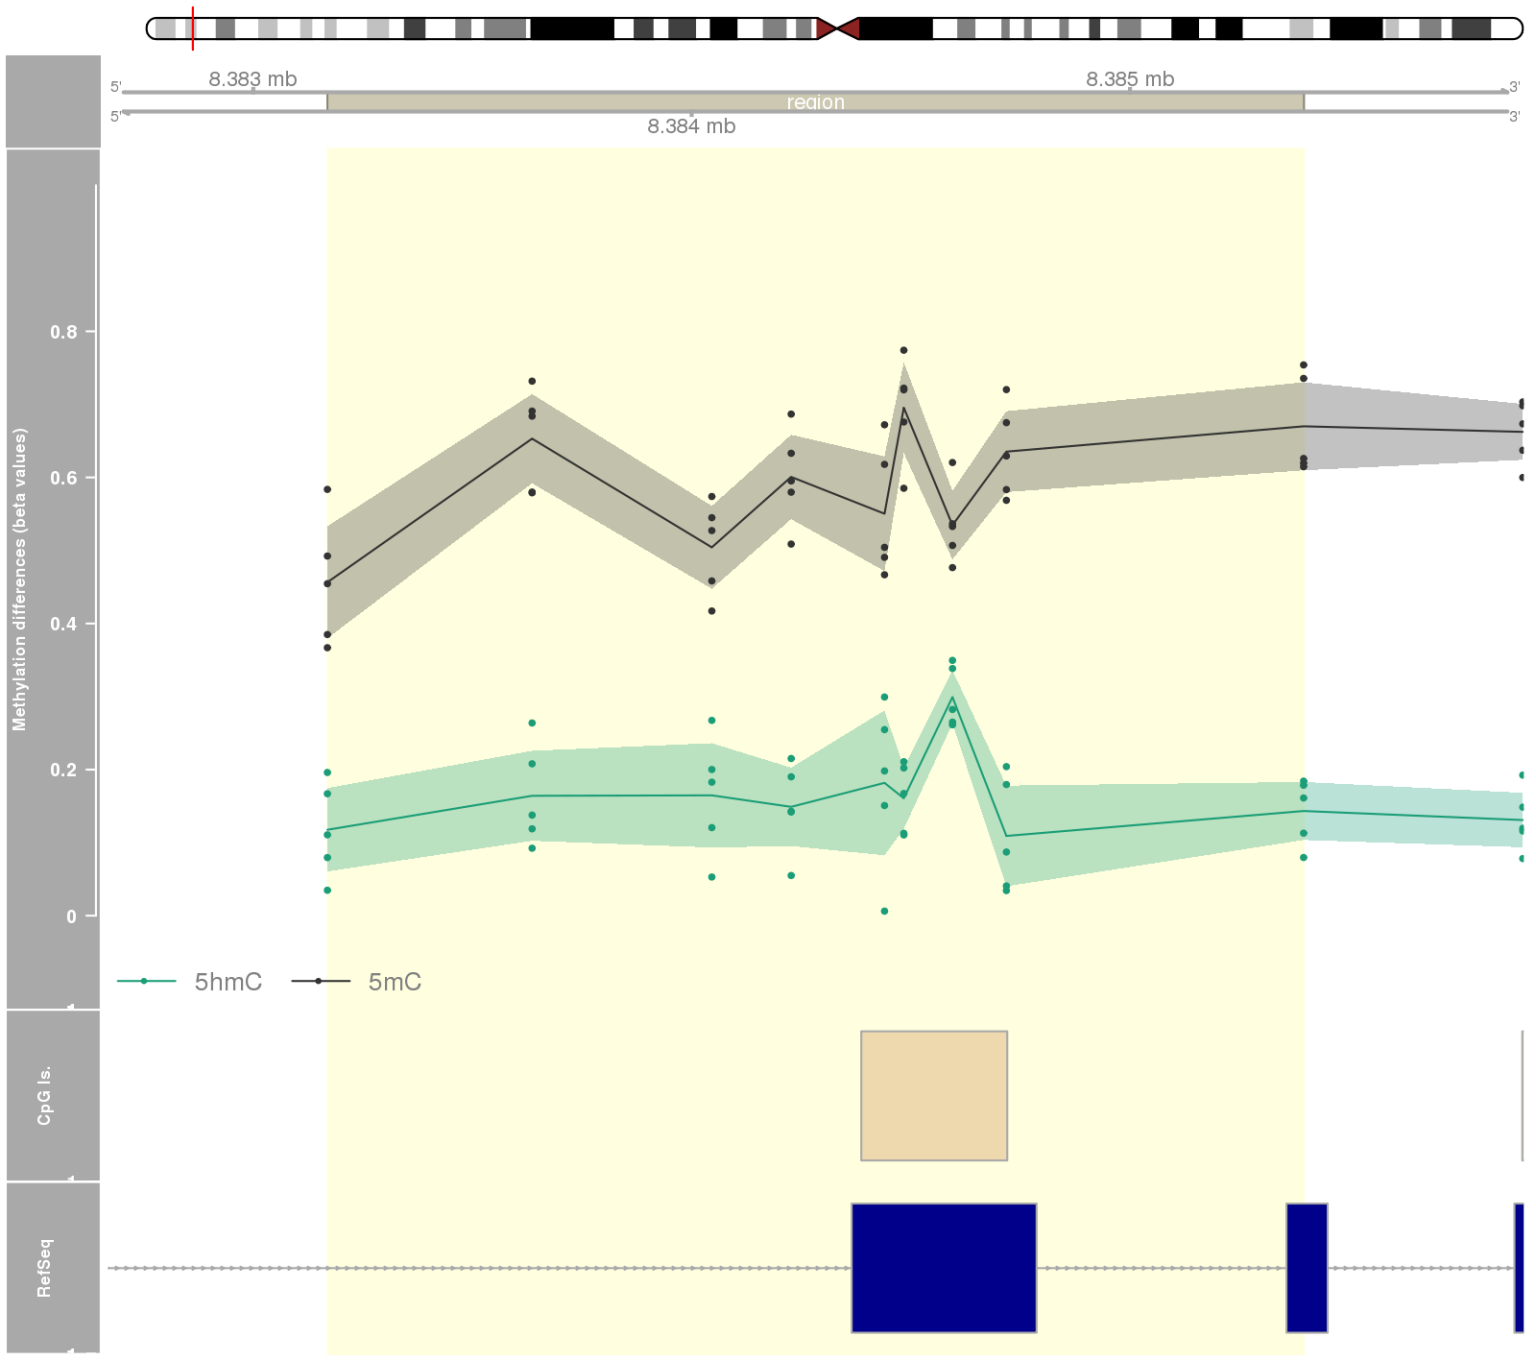 8.383 mb
8.385 mb
5'
3'
region
5'
3'
8.384 mb
Methylation differences (beta values)
0.8
0.6
0.4
0.2
0
5hmC
5mC
CpG Is.
RefSeq